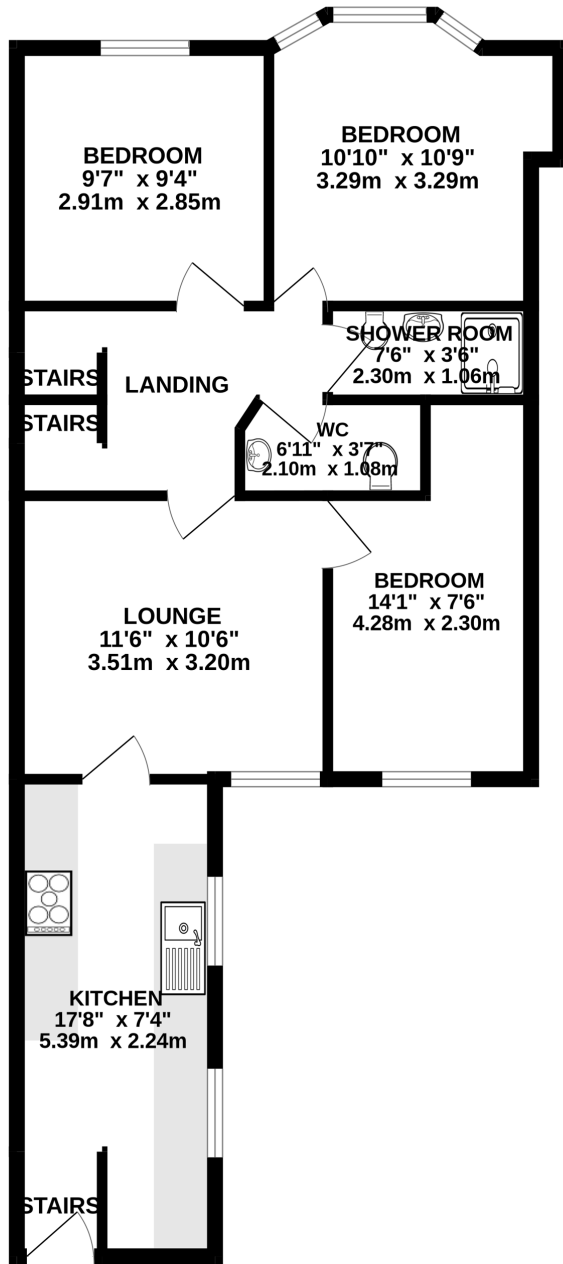 BEDROOM
9'7" x 9'4"
2.91m x 2.85m
BEDROOM
10'10" x 10'9"
3.29m x 3.29m
SHOWER ROOM
7'6" x 3'6"
2.30m x 1.06m
STAIRS
LANDING
STAIRS
WC
6'11" x 3'7"
2.10m x 1.08m
BEDROOM
14'1" x 7'6"
4.28m x 2.30m
LOUNGE
11'6" x 10'6"
3.51m x 3.20m
KITCHEN
17'8" x 7'4"
5.39m x 2.24m
STAIRS